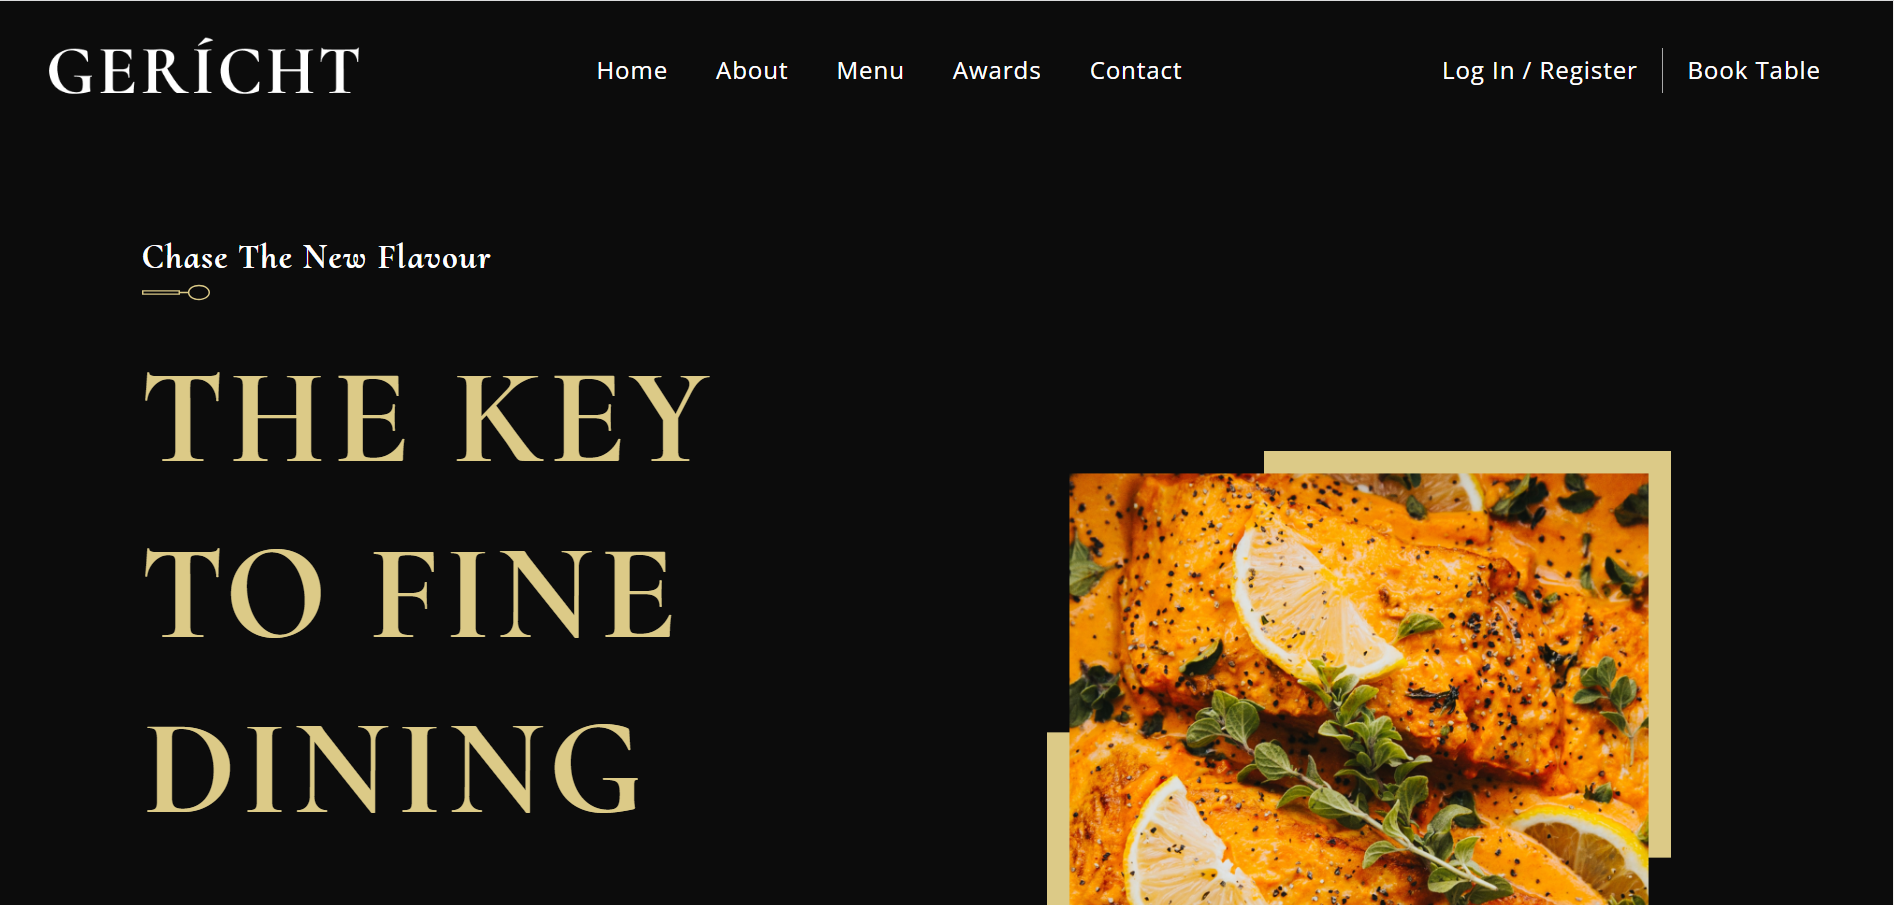 GERÍCHT
Home About Menu Awards Contact
Log In / Register Book Table
Chase The New Flavour
THE KEY
TO FINE
DINING